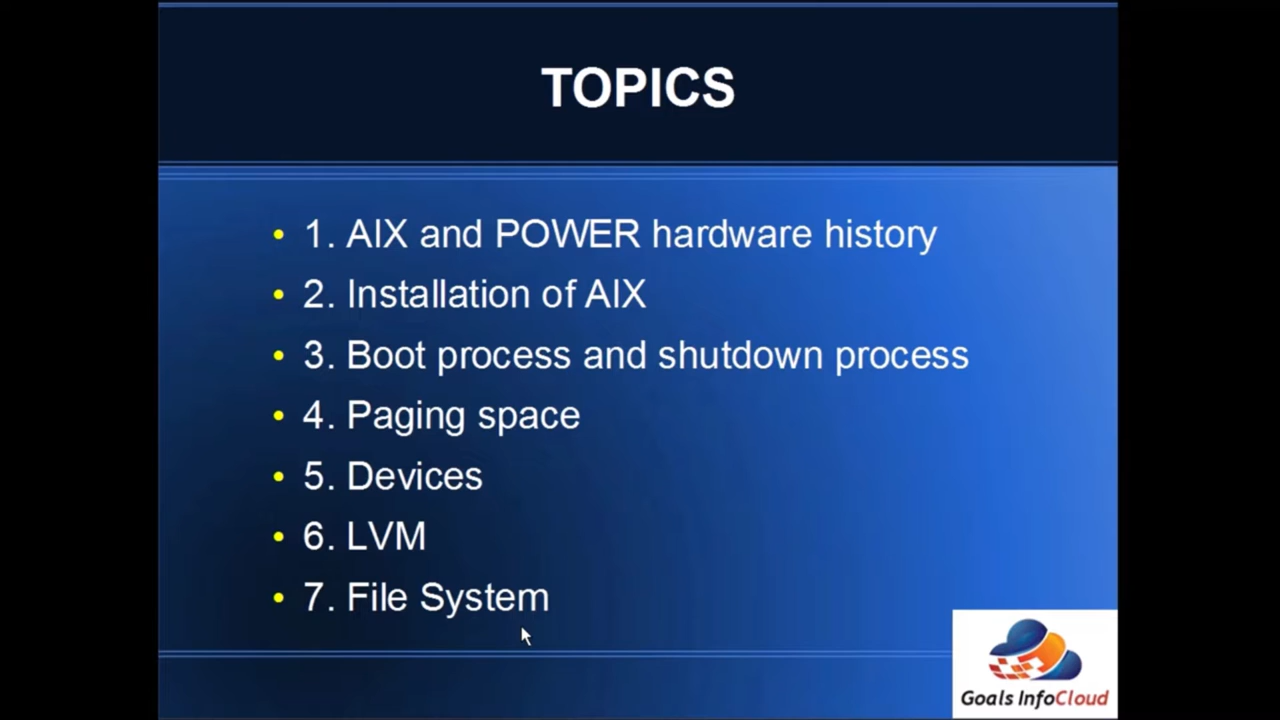 TOPICS
• 1. AIX and POWER hardware history
• 2. Installation of AIX
• 3. Boot process and shutdown process
• 4. Paging space
• 5. Devices
• 6. LVM
• 7. File System
Goals InfoCloud